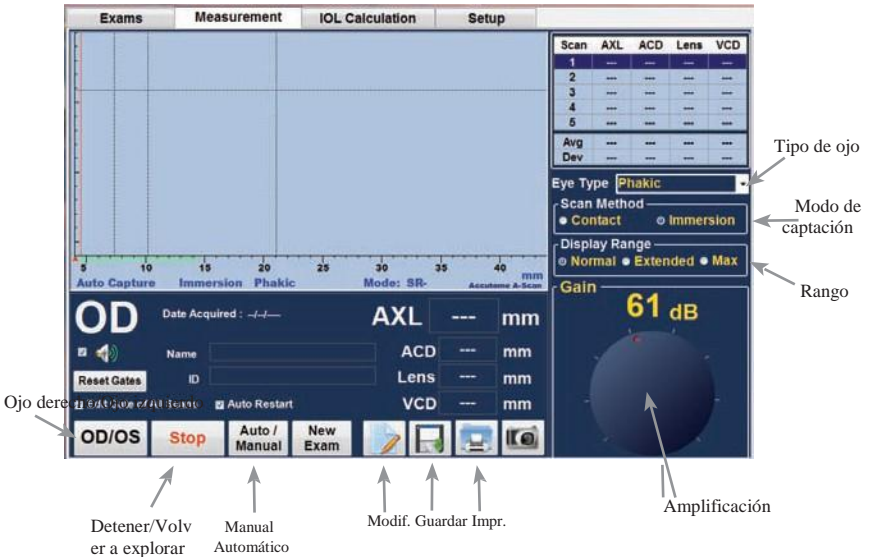 Exams Measurement IOL Calculation Setup
Scan AXL ACD Lens VCD
1 --- --- --- ---
2 --- --- --- ---
3 --- --- --- ---
4 --- --- --- ---
5 --- --- --- ---
Avg --- --- --- ---
Dev --- --- --- ---
Tipo de ojo
Eye Type Phakic
Scan Method
Contact Immersion
Modo de
captación
Display Range
Normal Extended Max
Rango
5 10 15 20 25 30 35 40 mm
Auto Capture Immersion Phakic Mode: SR- Accutome A-Scan
Gain
61 dB
OD Date Acquired : --/--/---- AXL --- mm
Name ACD --- mm
Reset Gates ID Lens --- mm
Auto Restart VCD --- mm
Ojo
OD/OS Stop Auto / Manual New Exam
Amplificación
Detener/Volv
er a explorar
Manual
Automático
Modif. Guardar Impr.